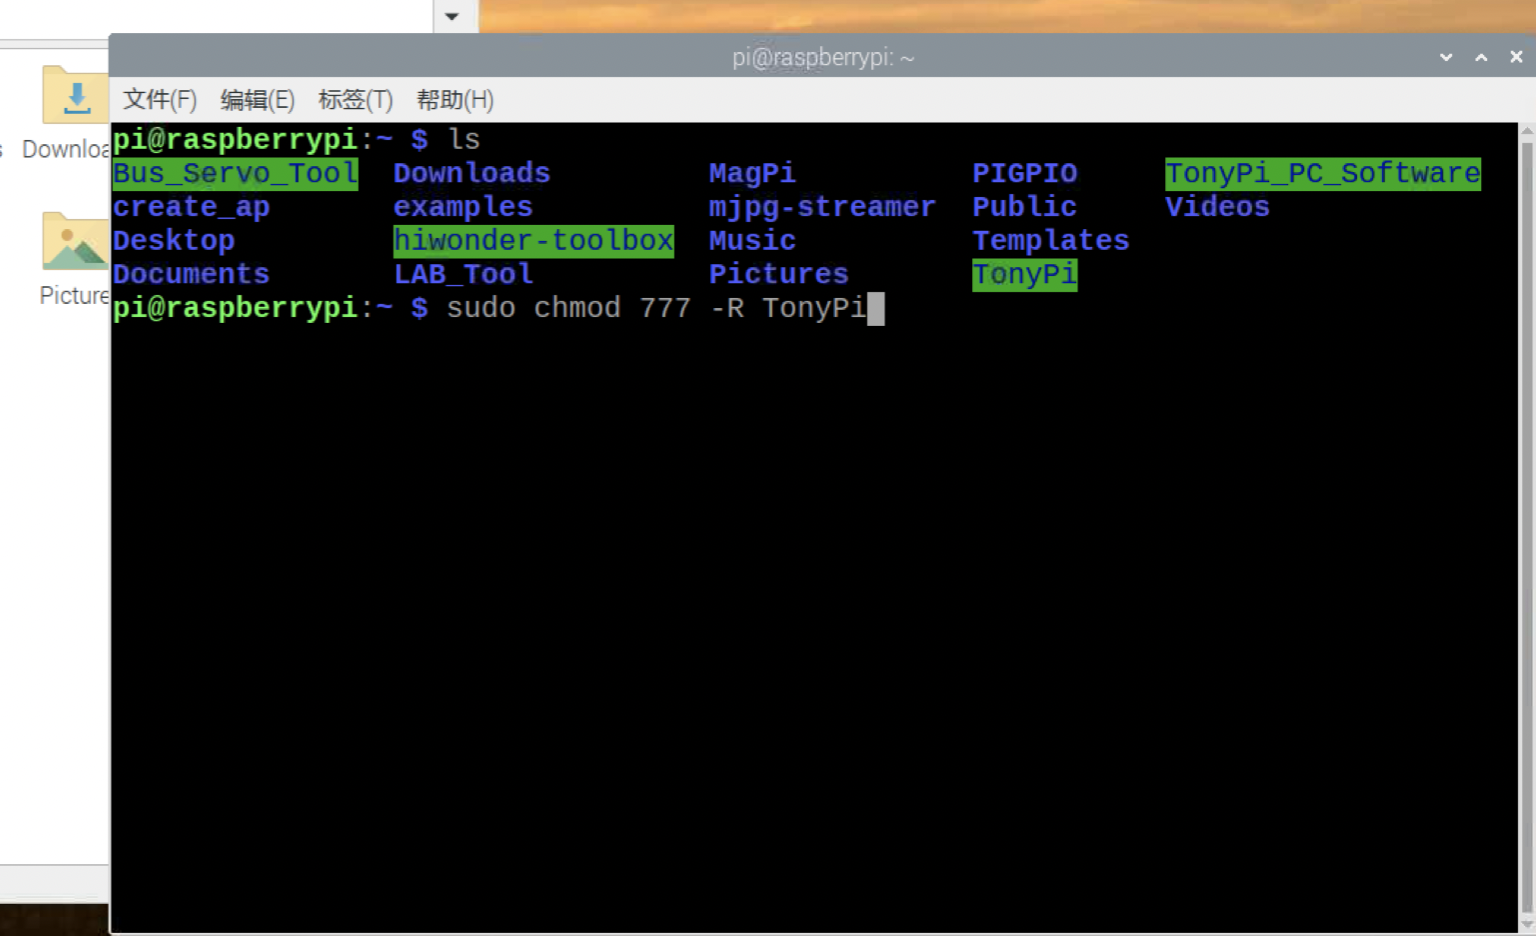 pi@raspberrypi: ~
文件(F) 编辑(E) 标签(T) 帮助(H)
Downloa
Picture
pi@raspberrypi:~ $ ls
Bus_Servo_Tool Downloads MagPi PIGPIO TonyPi_PC_Software
create_ap examples mjpg-streamer Public Videos
Desktop hiwonder-toolbox Music Templates
Documents LAB_Tool Pictures TonyPi
pi@raspberrypi:~ $ sudo chmod 777 -R TonyPi